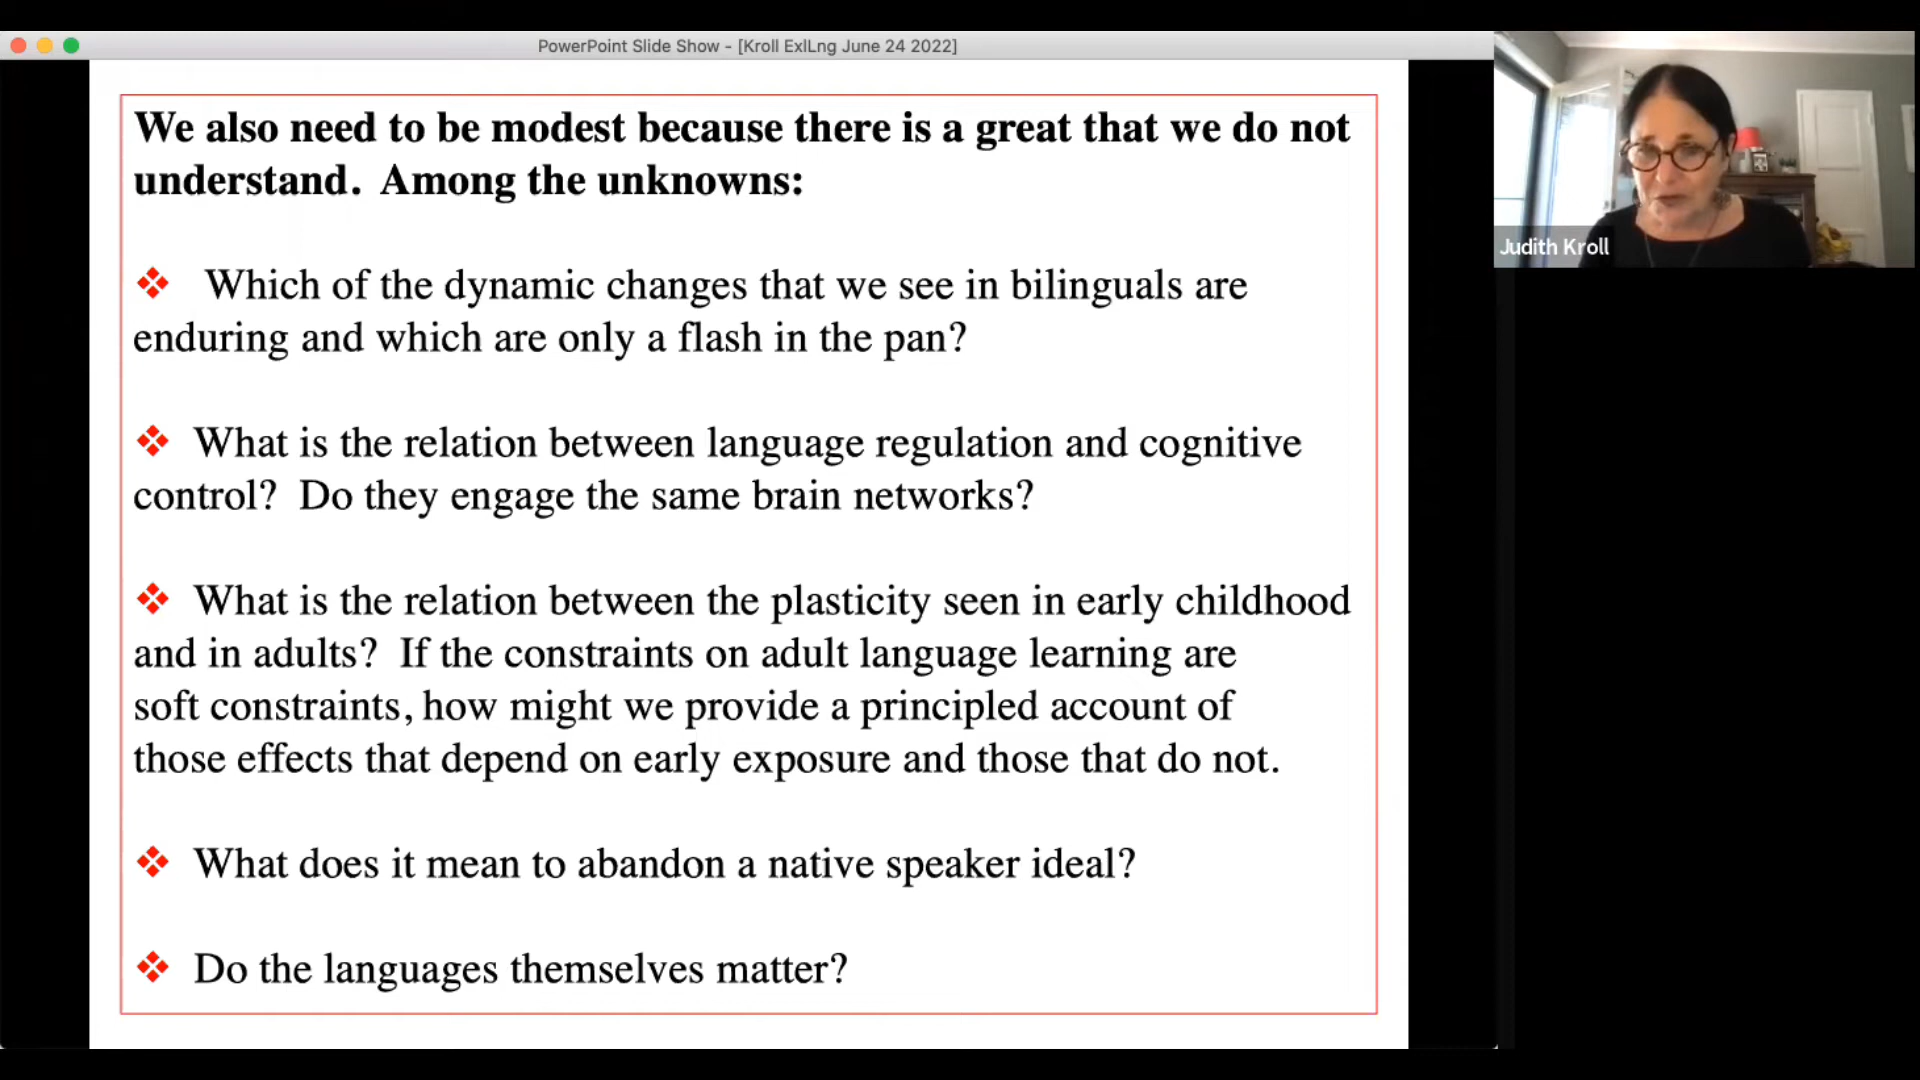 PowerPoint Slide Show - [Kroll ExlLng June 24 2022]
We also need to be modest because there is a great that we do not
understand. Among the unknowns:
Which of the dynamic changes that we see in bilinguals are
enduring and which are only a flash in the pan?
What is the relation between language regulation and cognitive
control? Do they engage the same brain networks?
What is the relation between the plasticity seen in early childhood
and in adults? If the constraints on adult language learning are
soft constraints, how might we provide a principled account of
those effects that depend on early exposure and those that do not.
What does it mean to abandon a native speaker ideal?
Do the languages themselves matter?
Judith Kroll